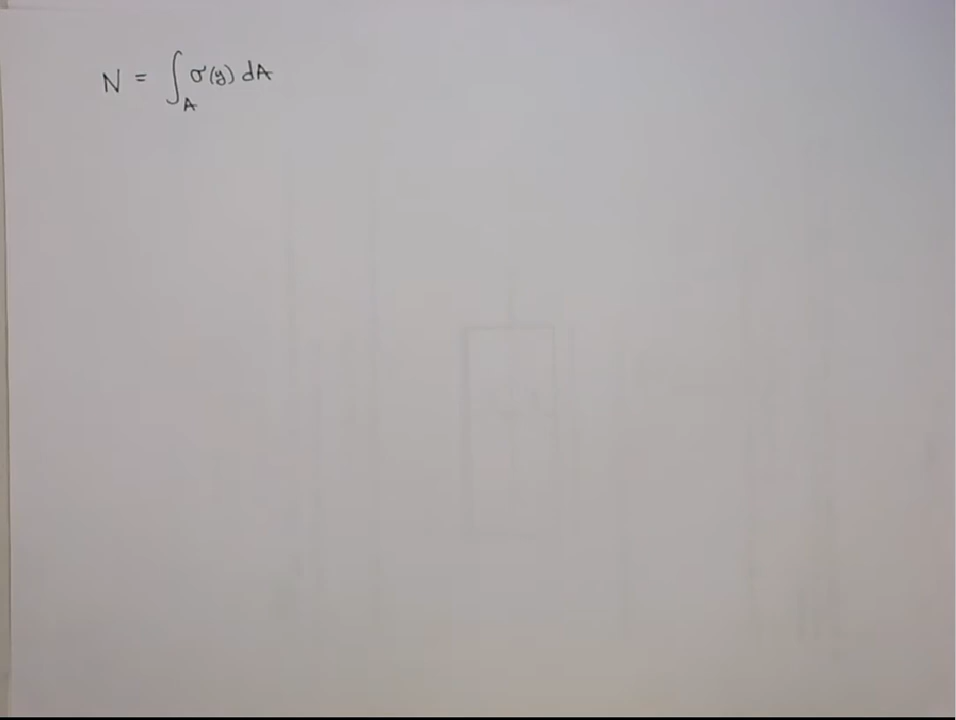 N = ∫_A σ(y) dA